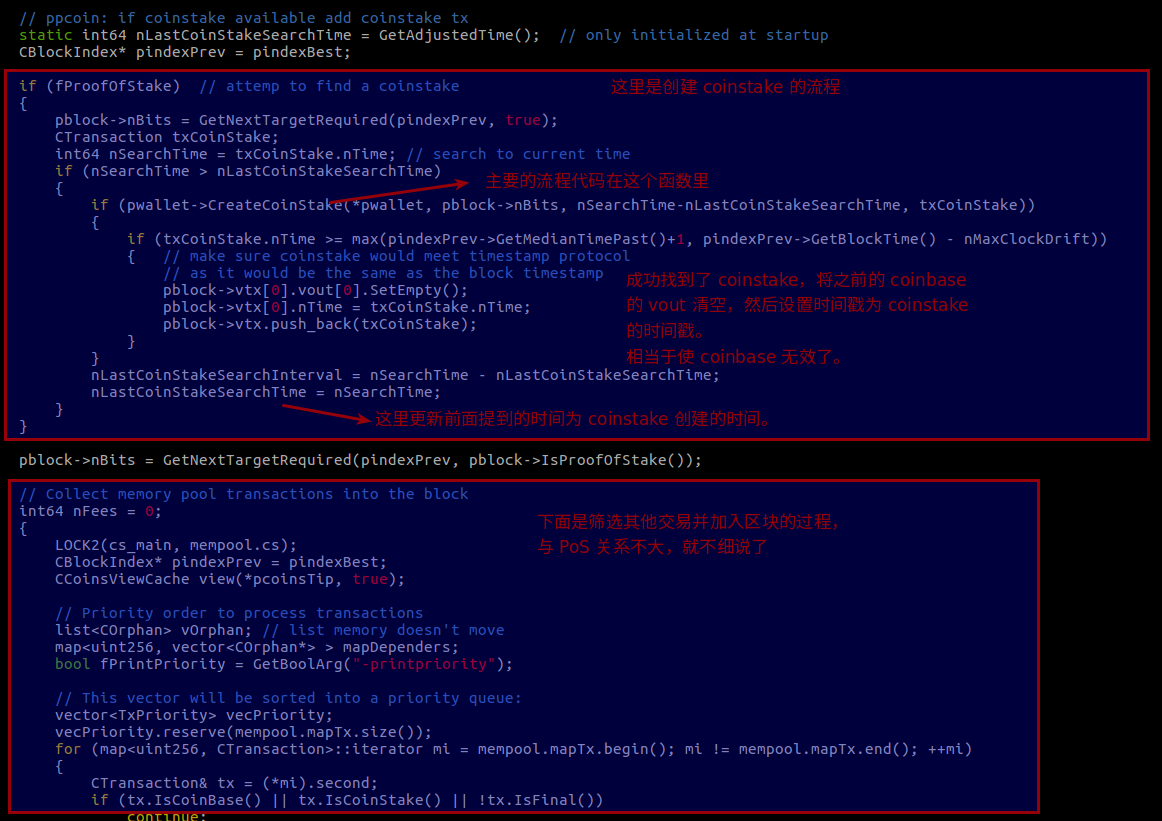 // ppcoin: if coinstake available add coinstake tx
static int64 nLastCoinStakeSearchTime = GetAdjustedTime();  // only initialized at startup
CBlockIndex* pindexPrev = pindexBest;
if (fProofOfStake)  // attemp to find a coinstake
这里是创建 coinstake 的流程
{
pblock->nBits = GetNextTargetRequired(pindexPrev, true);
CTransaction txCoinStake;
int64 nSearchTime = txCoinStake.nTime; // search to current time
if (nSearchTime > nLastCoinStakeSearchTime)
主要的流程代码在这个函数里
{
if (pwallet->CreateCoinStake(*pwallet, pblock->nBits, nSearchTime-nLastCoinStakeSearchTime, txCoinStake))
{
if (txCoinStake.nTime >= max(pindexPrev->GetMedianTimePast()+1, pindexPrev->GetBlockTime() - nMaxClockDrift))
{   // make sure coinstake would meet timestamp protocol
// as it would be the same as the block timestamp
pblock->vtx[0].vout[0].SetEmpty();
pblock->vtx[0].nTime = txCoinStake.nTime;
pblock->vtx.push_back(txCoinStake);
}
成功找到了 coinstake，将之前的 coinbase
的 vout 清空，然后设置时间戳为 coinstake
的时间戳。
相当于使 coinbase 无效了。
}
nLastCoinStakeSearchInterval = nSearchTime - nLastCoinStakeSearchTime;
nLastCoinStakeSearchTime = nSearchTime;
}
这里更新前面提到的时间为 coinstake 创建的时间。
}
pblock->nBits = GetNextTargetRequired(pindexPrev, pblock->IsProofOfStake());
// Collect memory pool transactions into the block
int64 nFees = 0;
{
下面是筛选其他交易并加入区块的过程，
与 PoS 关系不大，就不细说了
LOCK2(cs_main, mempool.cs);
CBlockIndex* pindexPrev = pindexBest;
CCoinsViewCache view(*pcoinsTip, true);
// Priority order to process transactions
list<COrphan> vOrphan; // list memory doesn't move
map<uint256, vector<COrphan*> > mapDependers;
bool fPrintPriority = GetBoolArg("-printpriority");
// This vector will be sorted into a priority queue:
vector<TxPriority> vecPriority;
vecPriority.reserve(mempool.mapTx.size());
for (map<uint256, CTransaction>::iterator mi = mempool.mapTx.begin(); mi != mempool.mapTx.end(); ++mi)
{
CTransaction& tx = (*mi).second;
if (tx.IsCoinBase() || tx.IsCoinStake() || !tx.IsFinal())
continue;